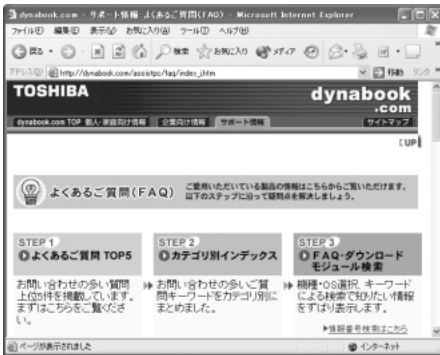 dynabook.com - サポート情報 よくあるご質問(FAQ) - Microsoft Internet Explorer
ファイル(F) 編集(E) 表示(V) お気に入り(A) ツール(T) ヘルプ(H)
戻る 検索 お気に入り メディア
アドレス(D) http://dynabook.com/assistpc/faq/index_j.htm 移動 リンク
TOSHIBA
dynabook
.com
dynabook.com TOP 個人・家庭向け情報 企業向け情報 サポート情報 サイトマップ
[UP]
よくあるご質問(FAQ)
ご愛用いただいている製品の情報はこちらからご覧いただけます。
以下のステップに沿って疑問点を解決しましょう。
STEP 1
よくあるご質問 TOP5
お問い合わせの多い質問
上位5件を掲載しています。
まずはこちらをご覧くださ
い。
STEP 2
カテゴリ別インデックス
お問い合わせの多いご質
問キーワードをカテゴリ別に
まとめました。
STEP 3
FAQ・ダウンロード
モジュール検索
機種・OS選択、キーワード
による検索で知りたい情報
をずばり表示します。
情報番号検索はこちら
ページが表示されました インターネット